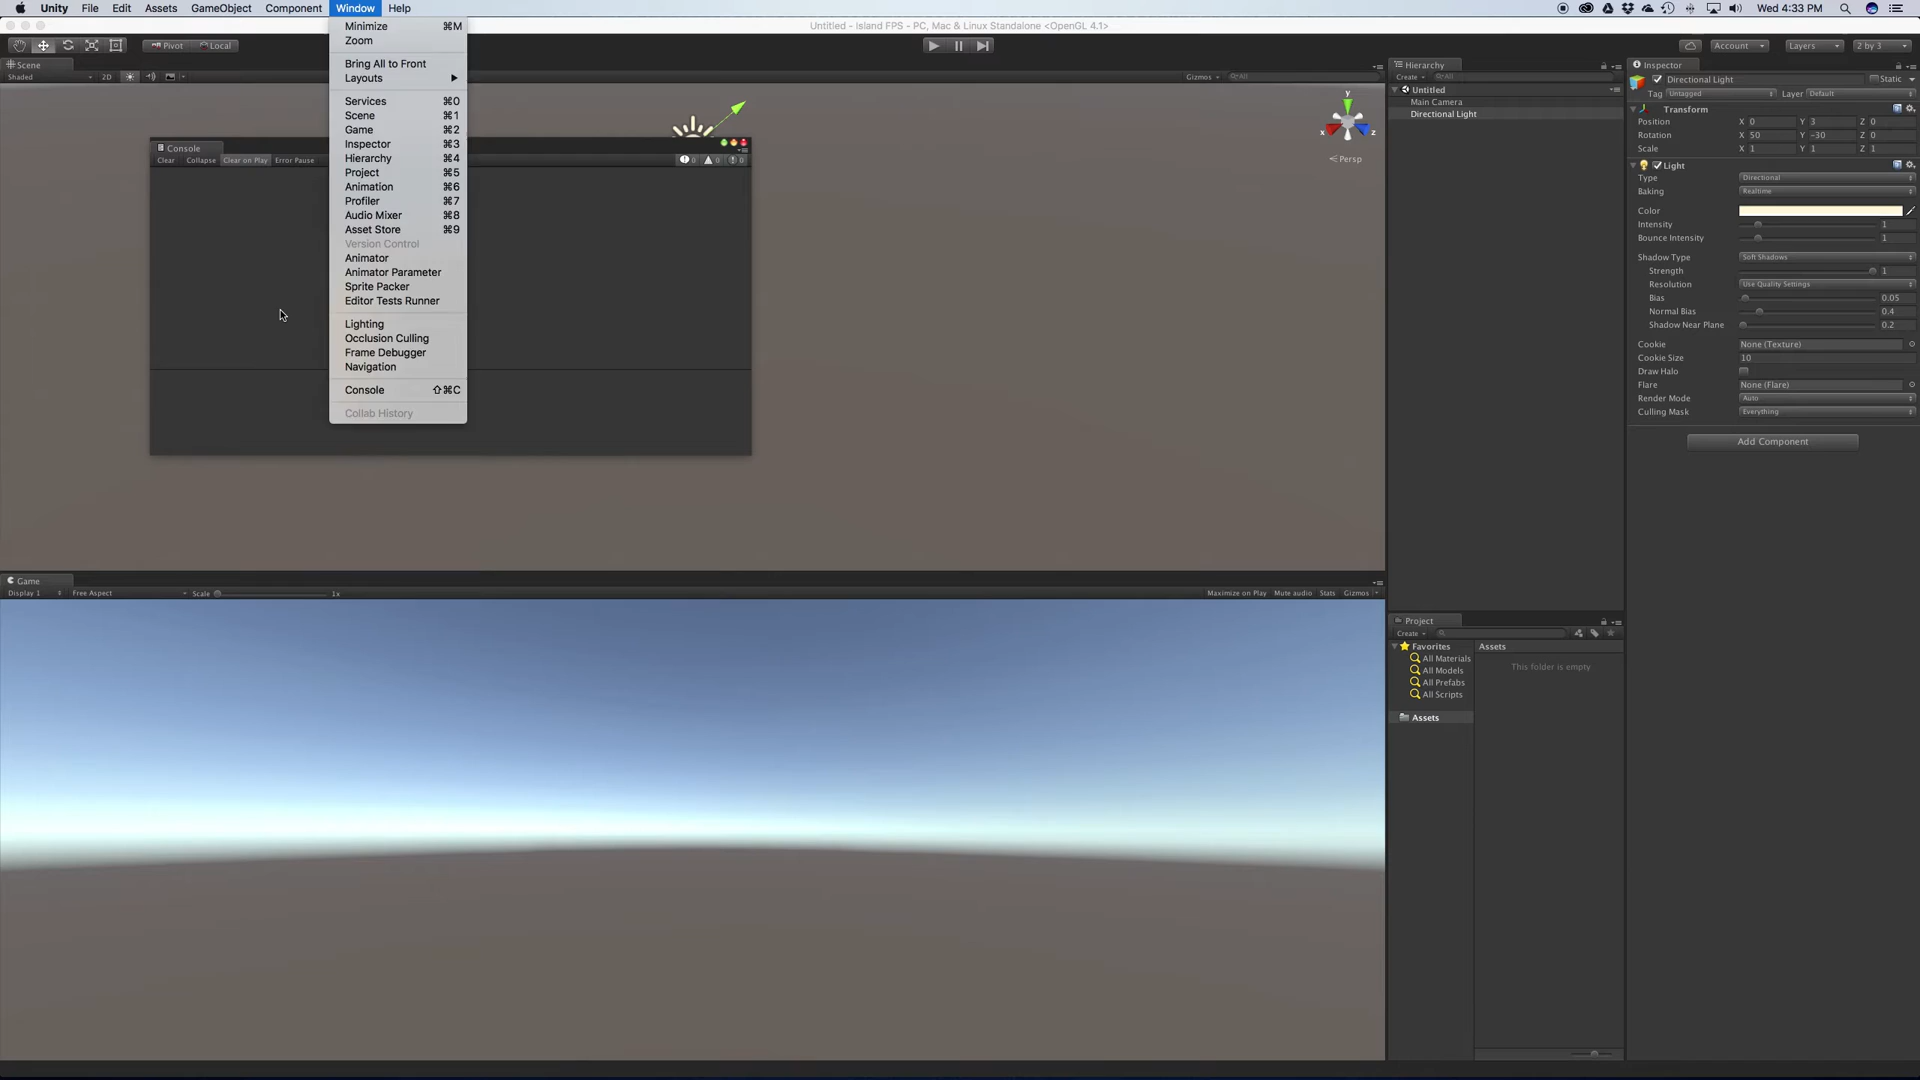 Unity File Edit Assets GameObject Component Window Help Wed 4:33 PM
Untitled - Island FPS - PC, Mac & Linux Standalone <OpenGL 4.1>
Pivot Local Account Layers 2 by 3
Scene
Shaded 2D Gizmos All
Minimize ⌘M
Zoom
Bring All to Front
Layouts
Services ⌘0
Scene ⌘1
Game ⌘2
Inspector ⌘3
Hierarchy ⌘4
Project ⌘5
Animation ⌘6
Profiler ⌘7
Audio Mixer ⌘8
Asset Store ⌘9
Version Control
Animator
Animator Parameter
Sprite Packer
Editor Tests Runner
Lighting
Occlusion Culling
Frame Debugger
Navigation
Console ⇧⌘C
Collab History
Console
Clear Collapse Clear on Play Error Pause 0 0 0
y
x z
Persp
Hierarchy
Create All
Untitled
Main Camera
Directional Light
Inspector
Directional Light Static
Tag Untagged Layer Default
Transform
Position X 0 Y 3 Z 0
Rotation X 50 Y -30 Z 0
Scale X 1 Y 1 Z 1
Light
Type Directional
Baking Realtime
Color
Intensity 1
Bounce Intensity 1
Shadow Type Soft Shadows
Strength 1
Resolution Use Quality Settings
Bias 0.05
Normal Bias 0.4
Shadow Near Plane 0.2
Cookie None (Texture)
Cookie Size 10
Draw Halo
Flare None (Flare)
Render Mode Auto
Culling Mask Everything
Add Component
Game
Display 1 Free Aspect Scale 1x Maximize on Play Mute audio Stats Gizmos
Project
Create
Favorites
All Materials
All Models
All Prefabs
All Scripts
Assets
Assets
This folder is empty